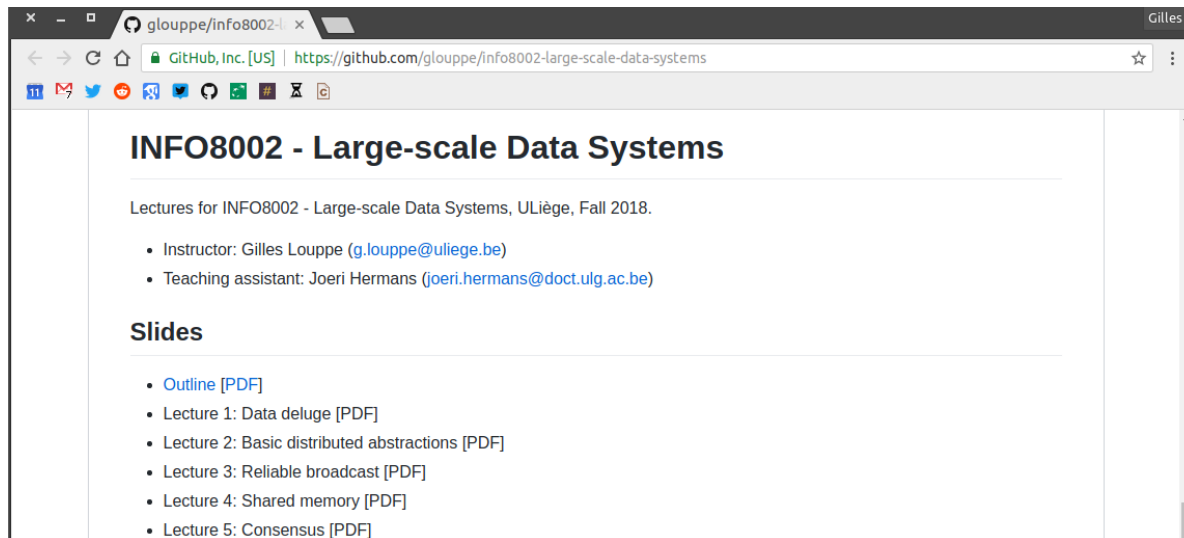 glouppe/info8002-l
Gilles
GitHub, Inc. [US] | https://github.com/glouppe/info8002-large-scale-data-systems
11 7 # C
INFO8002 - Large-scale Data Systems
Lectures for INFO8002 - Large-scale Data Systems, ULiège, Fall 2018.
• Instructor: Gilles Louppe (g.louppe@uliege.be)
• Teaching assistant: Joeri Hermans (joeri.hermans@doct.ulg.ac.be)
Slides
• Outline [PDF]
• Lecture 1: Data deluge [PDF]
• Lecture 2: Basic distributed abstractions [PDF]
• Lecture 3: Reliable broadcast [PDF]
• Lecture 4: Shared memory [PDF]
• Lecture 5: Consensus [PDF]